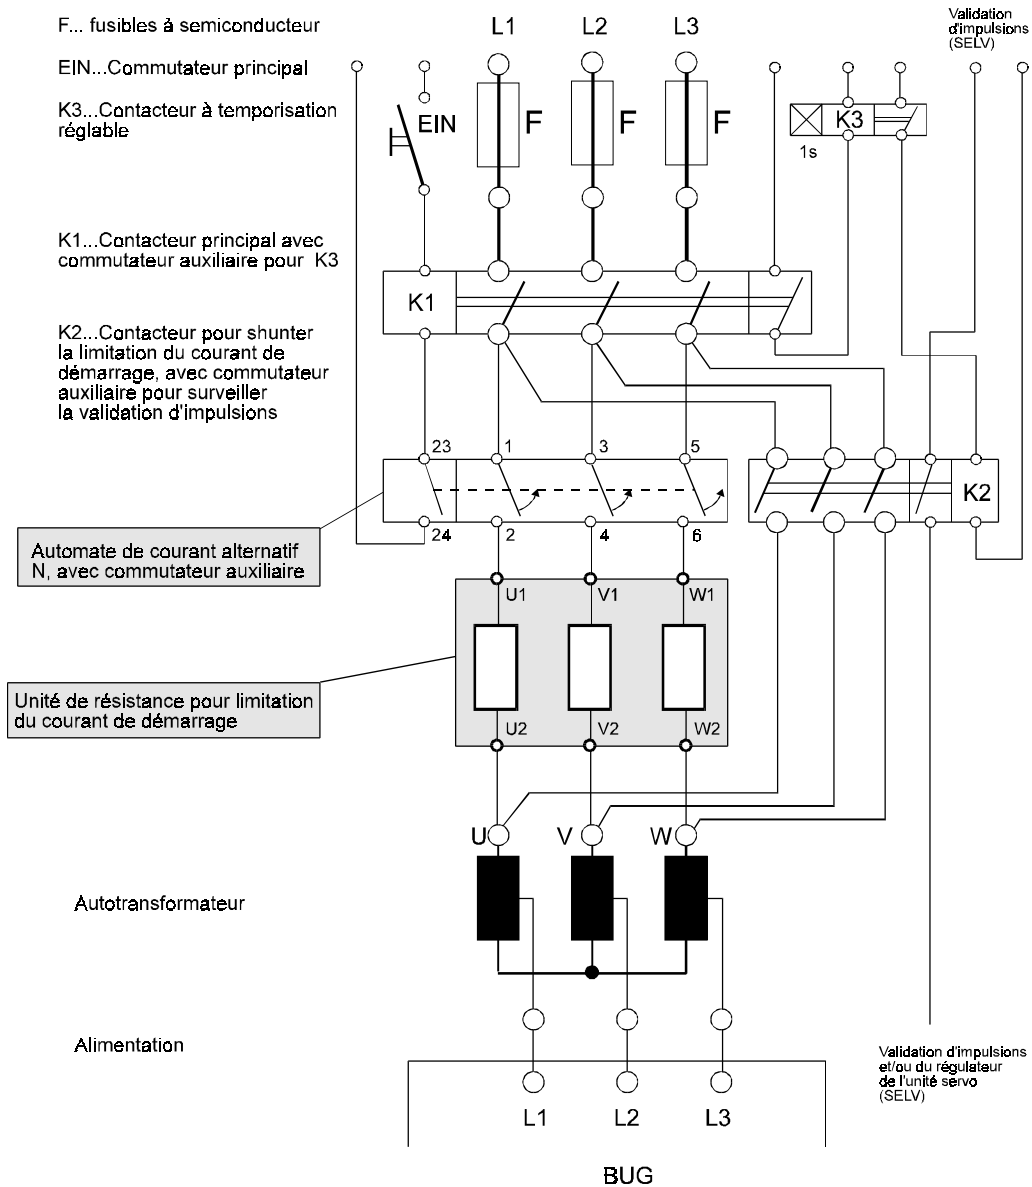 F... fusibles à semiconducteur
L1 L2 L3
Validation
d'impulsions
(SELV)
EIN...Commutateur principal
K3...Contacteur à temporisation
réglable
EIN F F F K3
1s
K1...Contacteur principal avec
commutateur auxiliaire pour K3
K1
K2...Contacteur pour shunter
la limitation du courant de
démarrage, avec commutateur
auxiliaire pour surveiller
la validation d'impulsions
23 1 3 5
K2
24 2 4 6
Automate de courant alternatif
N, avec commutateur auxiliaire
U1 V1 W1
Unité de résistance pour limitation
du courant de démarrage
U2 V2 W2
U V W
Autotransformateur
Alimentation
Validation d'impulsions
et/ou du régulateur
de l'unité servo
(SELV)
L1 L2 L3
BUG